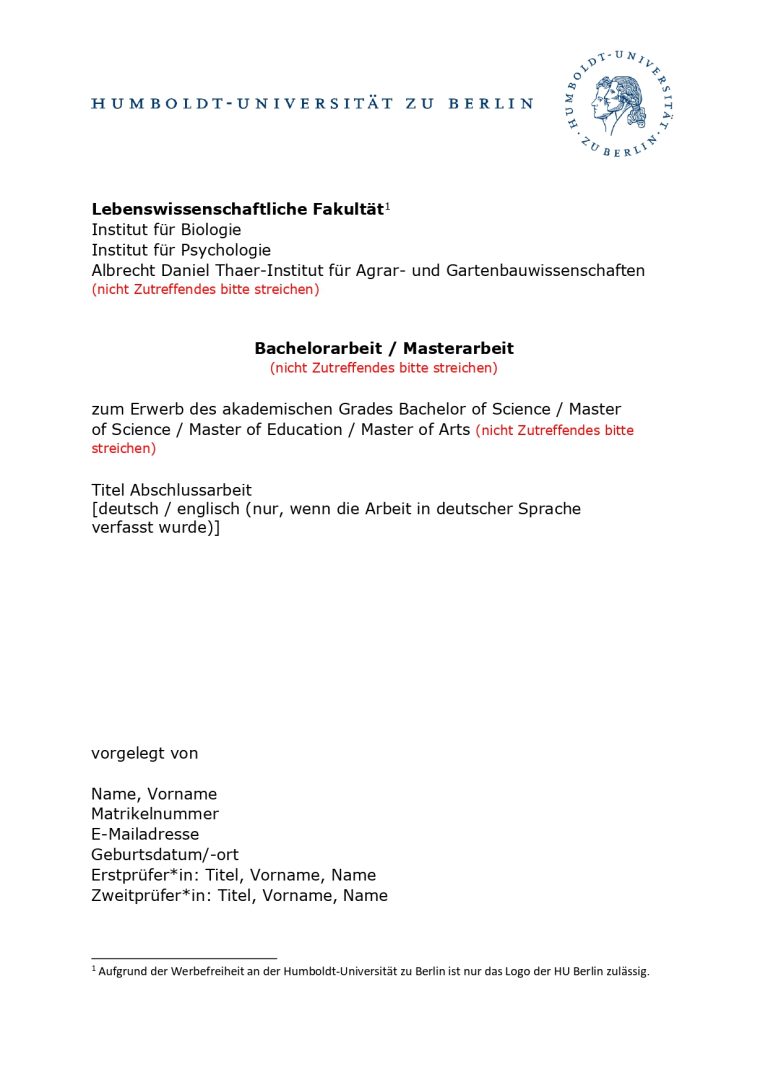 HUMBOLDT-UNIVERSITÄT ZU BERLIN
HUMBOLDT-UNIVERSITÄT · ZU BERLIN ·
Lebenswissenschaftliche Fakultät¹
Institut für Biologie
Institut für Psychologie
Albrecht Daniel Thaer-Institut für Agrar- und Gartenbauwissenschaften
(nicht Zutreffendes bitte streichen)
Bachelorarbeit / Masterarbeit
(nicht Zutreffendes bitte streichen)
zum Erwerb des akademischen Grades Bachelor of Science / Master
of Science / Master of Education / Master of Arts (nicht Zutreffendes bitte
streichen)
Titel Abschlussarbeit
[deutsch / englisch (nur, wenn die Arbeit in deutscher Sprache
verfasst wurde)]
vorgelegt von
Name, Vorname
Matrikelnummer
E-Mailadresse
Geburtsdatum/-ort
Erstprüfer*in: Titel, Vorname, Name
Zweitprüfer*in: Titel, Vorname, Name
¹ Aufgrund der Werbefreiheit an der Humboldt-Universität zu Berlin ist nur das Logo der HU Berlin zulässig.